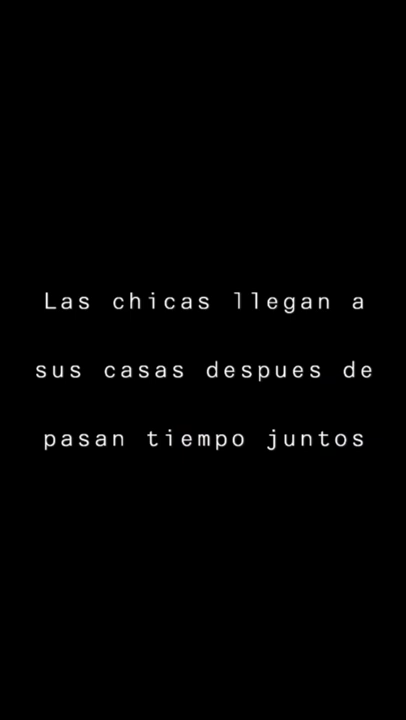 Las chicas llegan a
sus casas despues de
pasan tiempo juntos